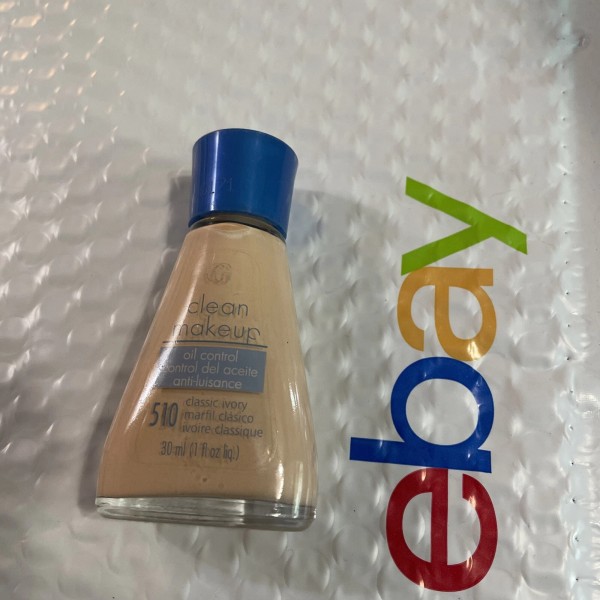 CG
clean
makeup
oil control
control del aceite
anti-luisance
510
classic ivory
marfil clásico
ivoire classique
30 ml (1 fl oz liq.)
ebay